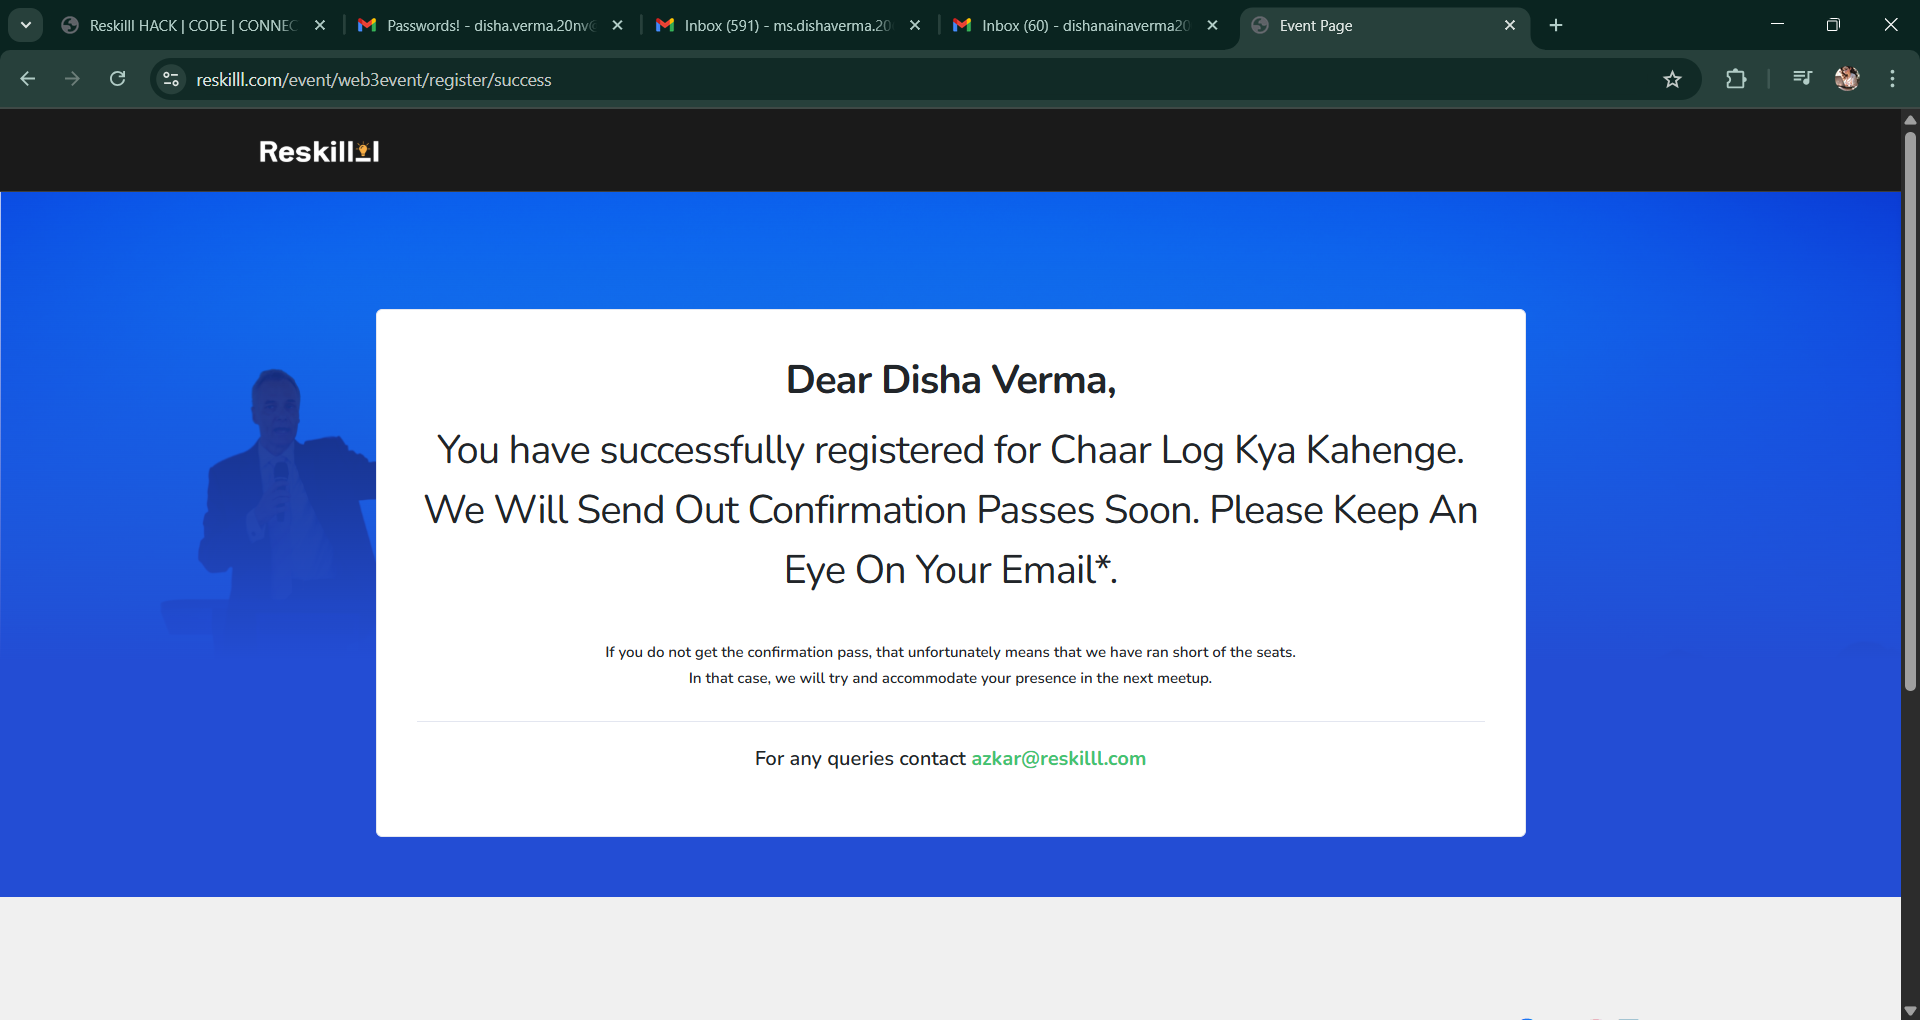 Reskilll HACK | CODE | CONNEC
Passwords! - disha.verma.20nv@
Inbox (591) - ms.dishaverma.20
Inbox (60) - dishanainaverma20
Event Page
reskilll.com/event/web3event/register/success
Reskilll
Dear Disha Verma,
You have successfully registered for Chaar Log Kya Kahenge.
We Will Send Out Confirmation Passes Soon. Please Keep An
Eye On Your Email*.
If you do not get the confirmation pass, that unfortunately means that we have ran short of the seats.
In that case, we will try and accommodate your presence in the next meetup.
For any queries contact azkar@reskilll.com